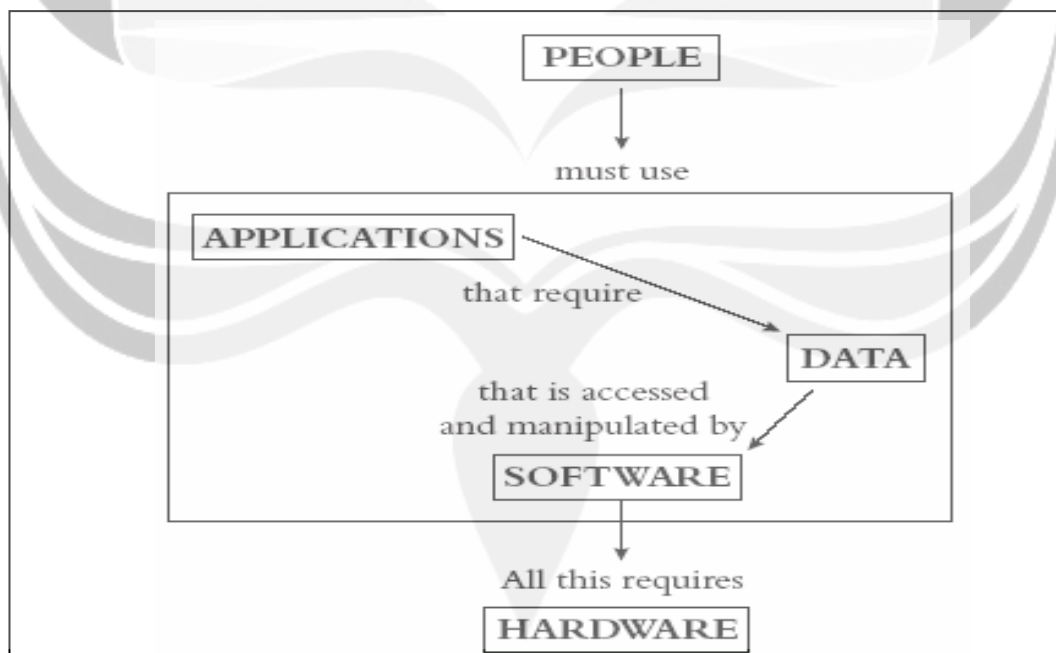 PEOPLE
must use
APPLICATIONS
that require
DATA
that is accessed
and manipulated by
SOFTWARE
All this requires
HARDWARE